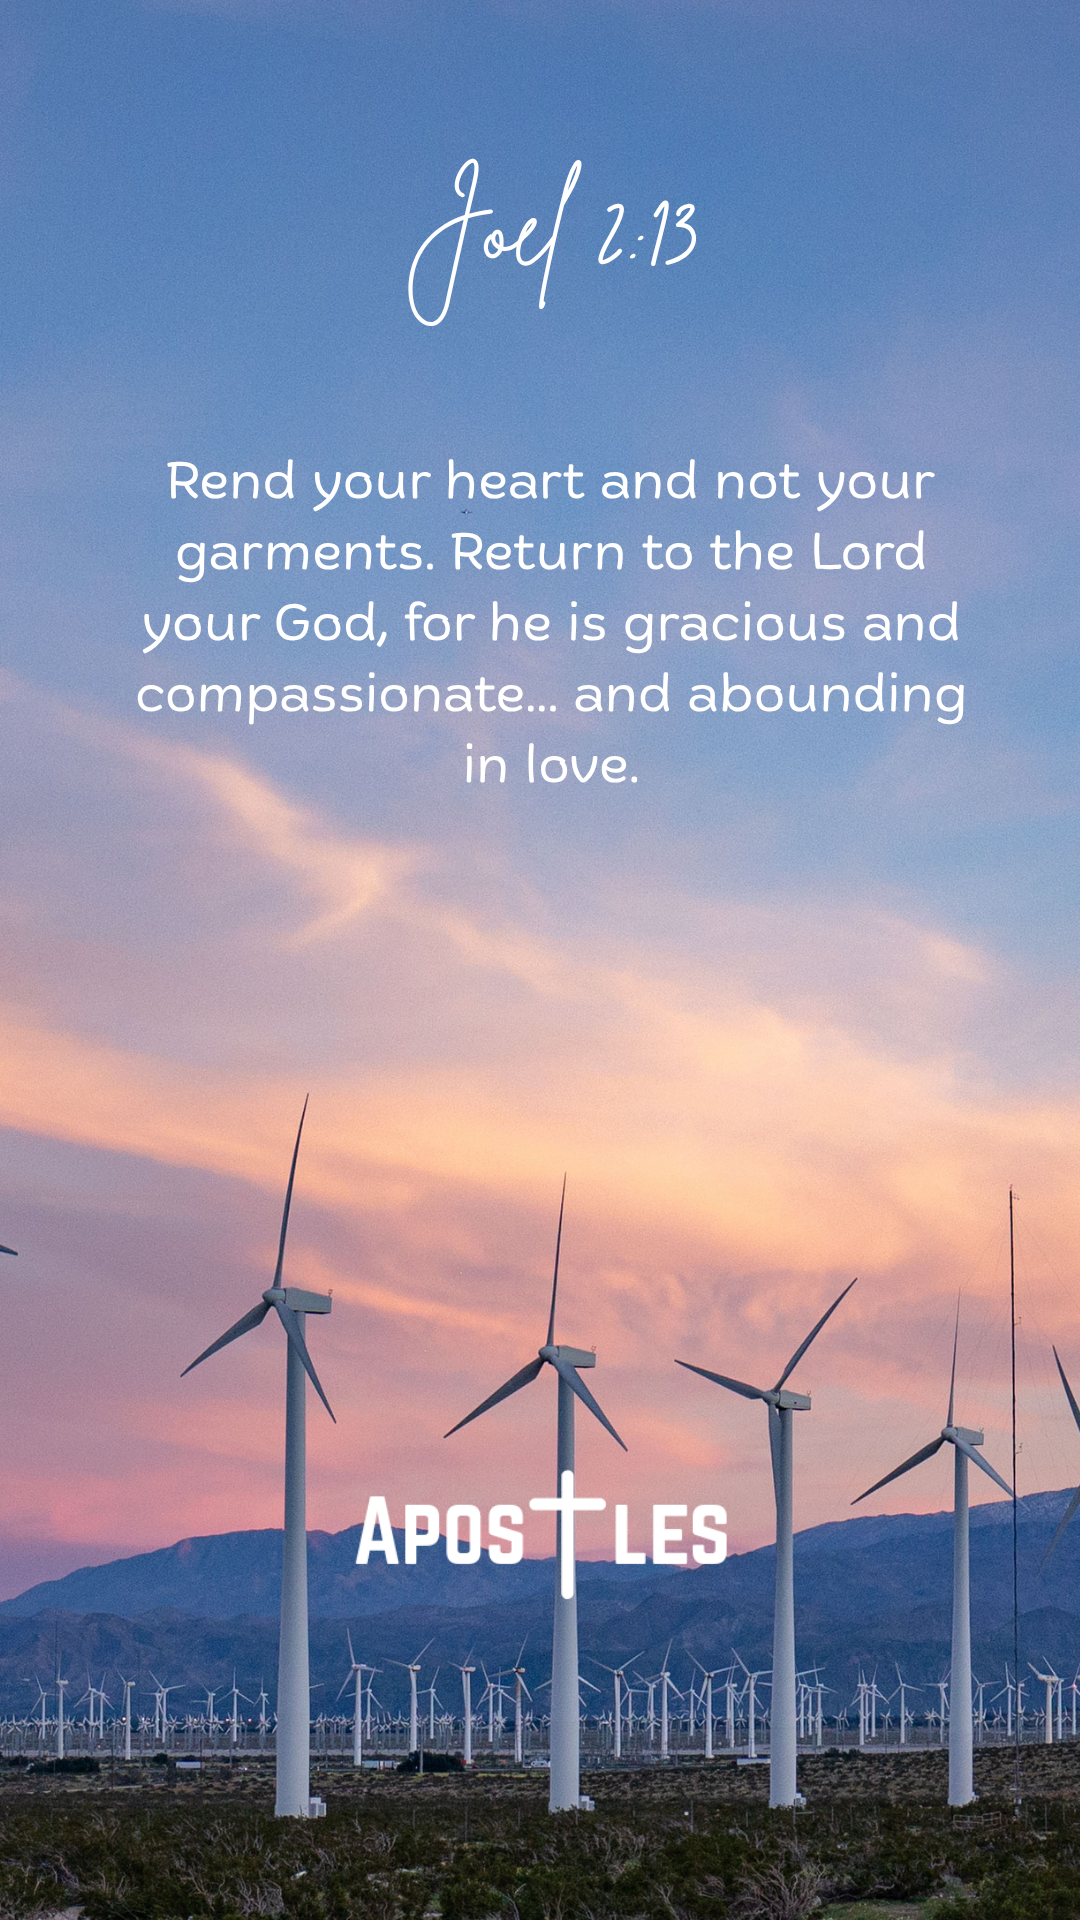 Joel 2:13
Rend your heart and not your
garments. Return to the Lord
your God, for he is gracious and
compassionate... and abounding
in love.
APOSTLES